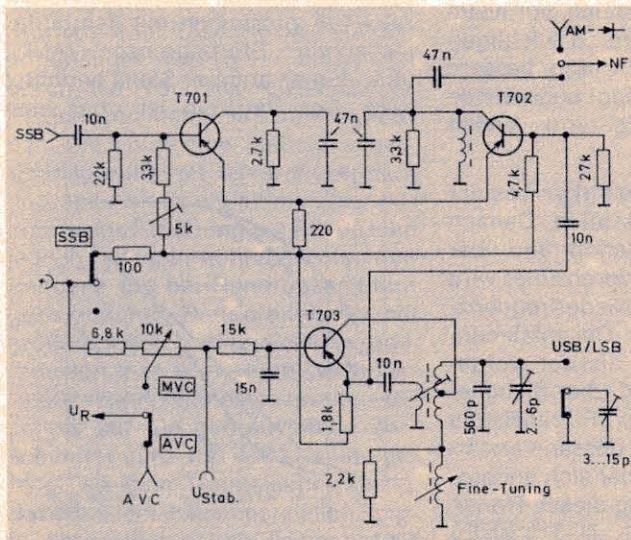 AM
NF
47n
T701
T702
SSB
10n
47n
22k
3,3k
2,7k
3,3k
4,7k
27k
5k
220
10n
SSB
100
+
T703
6,8k
10k
15k
10n
USB/LSB
MVC
15n
1,8k
560p
2...6p
UR
AVC
3...15p
AVC
UStab.
2,2k
Fine-Tuning